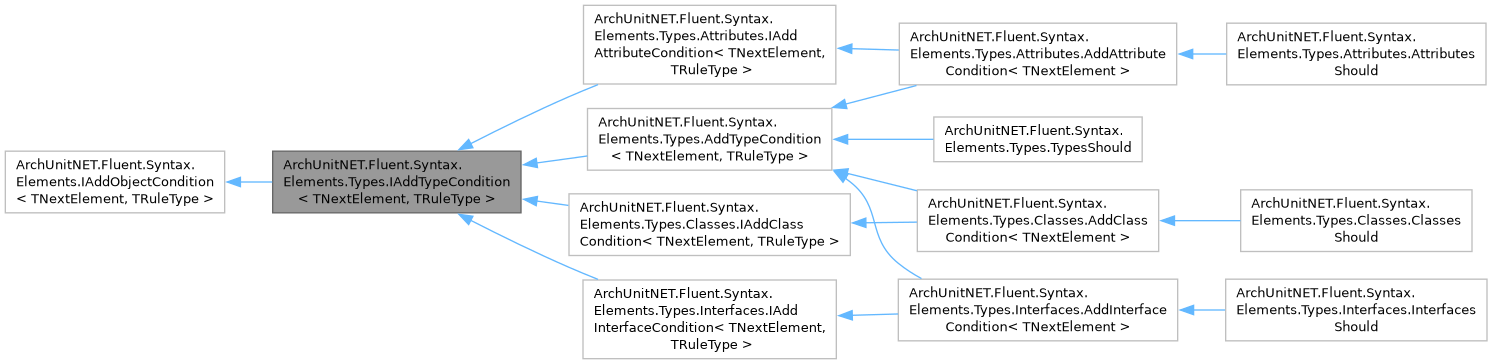 ArchUnitNET.Fluent.Syntax.
Elements.IAddObjectCondition
< TNextElement, TRuleType >
ArchUnitNET.Fluent.Syntax.
Elements.Types.IAddTypeCondition
< TNextElement, TRuleType >
ArchUnitNET.Fluent.Syntax.
Elements.Types.Attributes.IAdd
AttributeCondition< TNextElement,
TRuleType >
ArchUnitNET.Fluent.Syntax.
Elements.Types.AddTypeCondition
< TNextElement, TRuleType >
ArchUnitNET.Fluent.Syntax.
Elements.Types.Classes.IAddClass
Condition< TNextElement, TRuleType >
ArchUnitNET.Fluent.Syntax.
Elements.Types.Interfaces.IAdd
InterfaceCondition< TNextElement,
TRuleType >
ArchUnitNET.Fluent.Syntax.
Elements.Types.Attributes.AddAttribute
Condition< TNextElement >
ArchUnitNET.Fluent.Syntax.
Elements.Types.TypesShould
ArchUnitNET.Fluent.Syntax.
Elements.Types.Classes.AddClass
Condition< TNextElement >
ArchUnitNET.Fluent.Syntax.
Elements.Types.Interfaces.AddInterface
Condition< TNextElement >
ArchUnitNET.Fluent.Syntax.
Elements.Types.Attributes.Attributes
Should
ArchUnitNET.Fluent.Syntax.
Elements.Types.Classes.Classes
Should
ArchUnitNET.Fluent.Syntax.
Elements.Types.Interfaces.Interfaces
Should